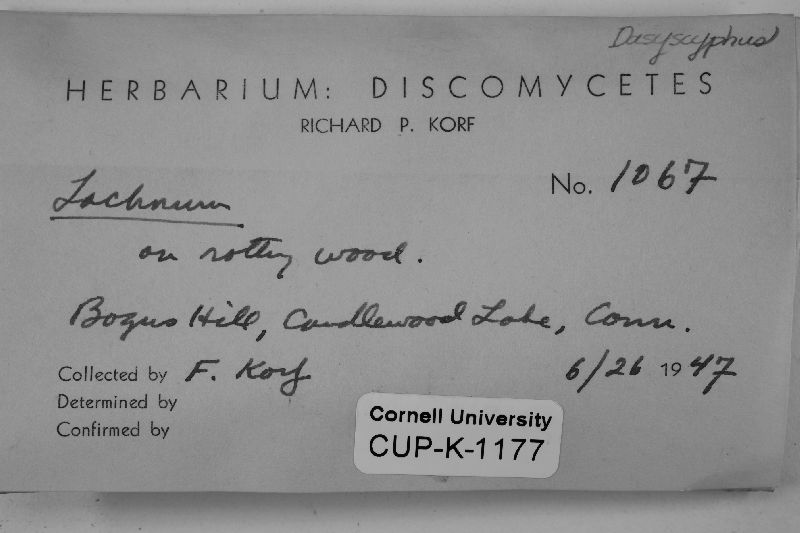 Dasyscyphus
HERBARIUM: DISCOMYCETES
RICHARD P. KORF
No. 1067
Lachnum
on rotting wood.
Bogus Hill, Candlewood Lake, Conn.
Collected by F. Korf 6/26 1947
Determined by
Confirmed by
Cornell University
CUP-K-1177